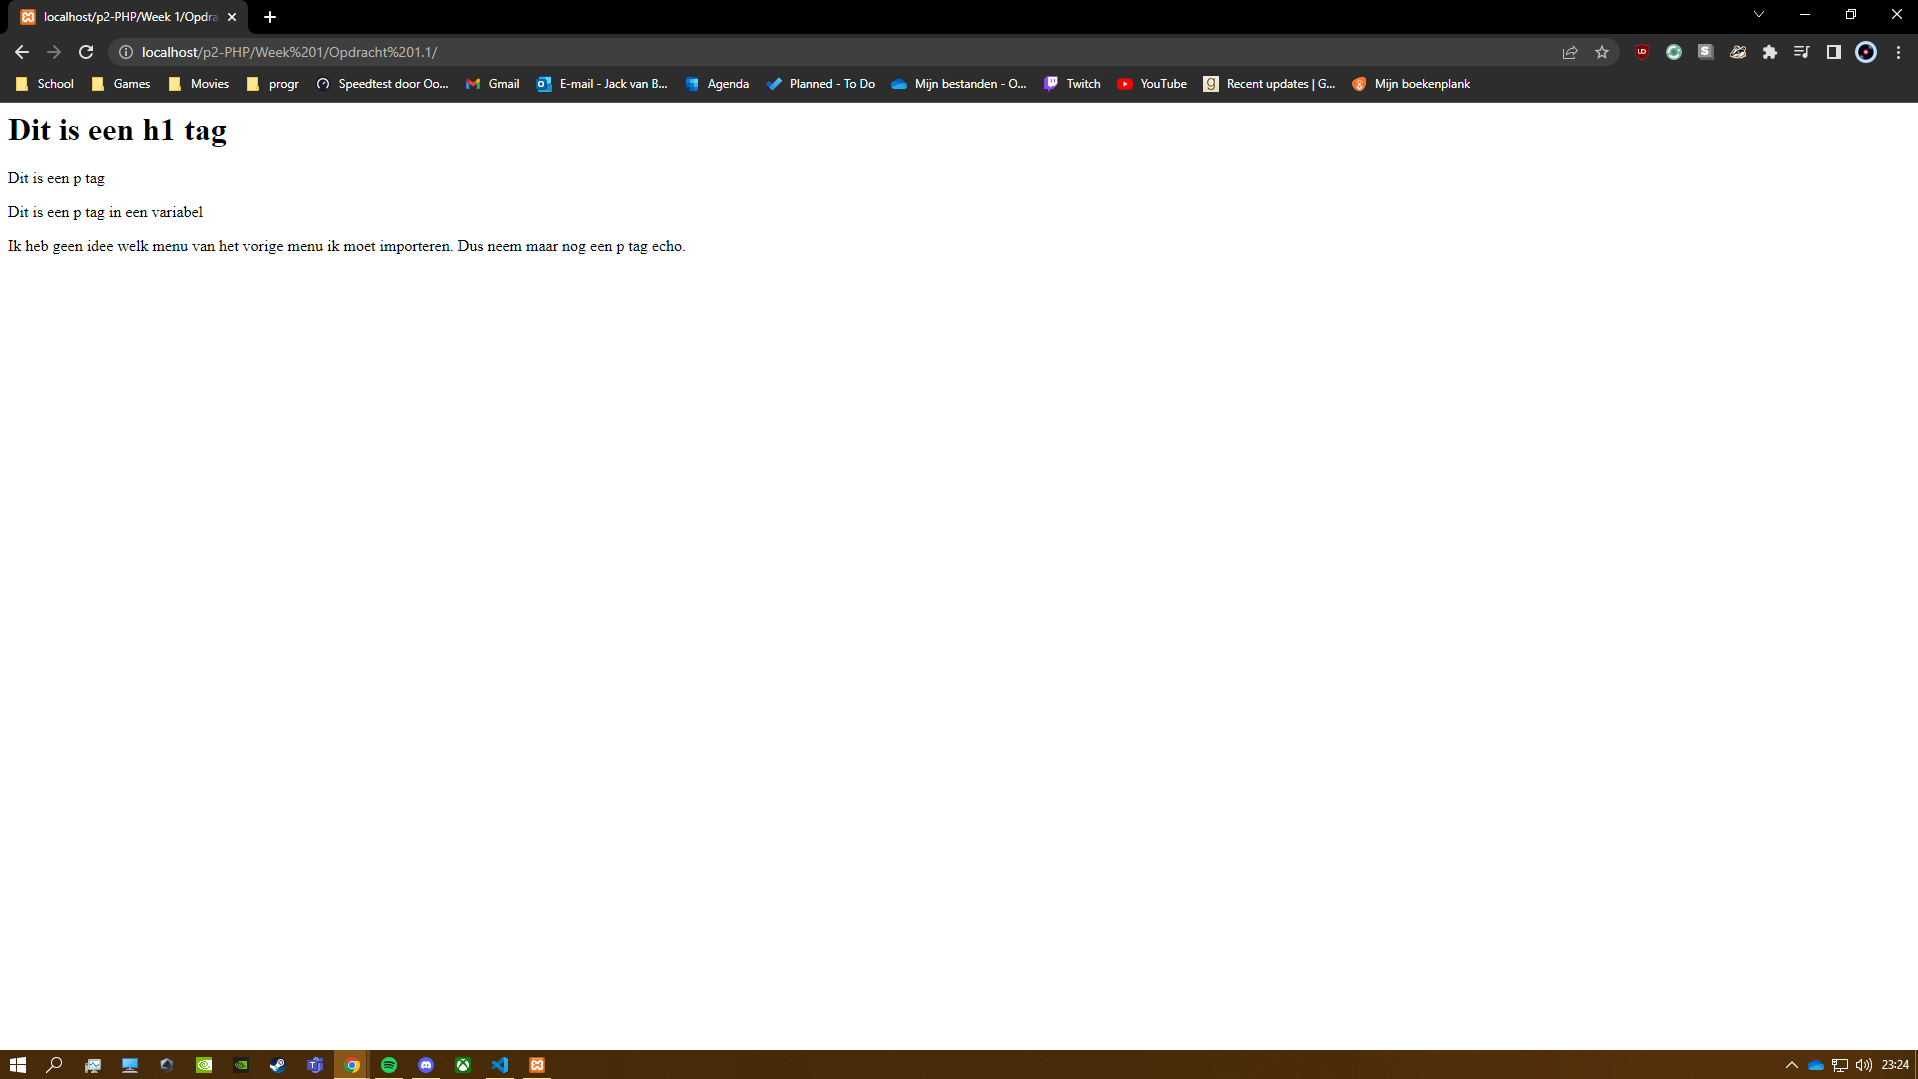 localhost/p2-PHP/Week 1/Opdra
localhost/p2-PHP/Week%201/Opdracht%201.1/
School Games Movies progr Speedtest door Oo... Gmail E-mail - Jack van B... Agenda Planned - To Do Mijn bestanden - O... Twitch YouTube Recent updates | G... Mijn boekenplank
Dit is een h1 tag
Dit is een p tag
Dit is een p tag in een variabel
Ik heb geen idee welk menu van het vorige menu ik moet importeren. Dus neem maar nog een p tag echo.
23:24